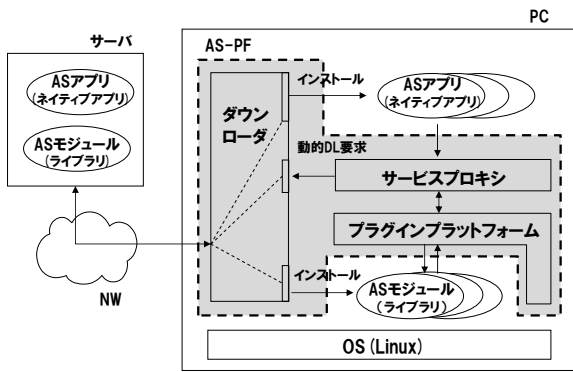 サーバ
ASアプリ
(ネイティブアプリ)
ASモジュール
(ライブラリ)
NW
PC
AS-PF
ダウン
ローダ
インストール
ASアプリ
(ネイティブアプリ)
動的DL要求
サービスプロキシ
プラグインプラットフォーム
インストール
ASモジュール
(ライブラリ)
OS(Linux)